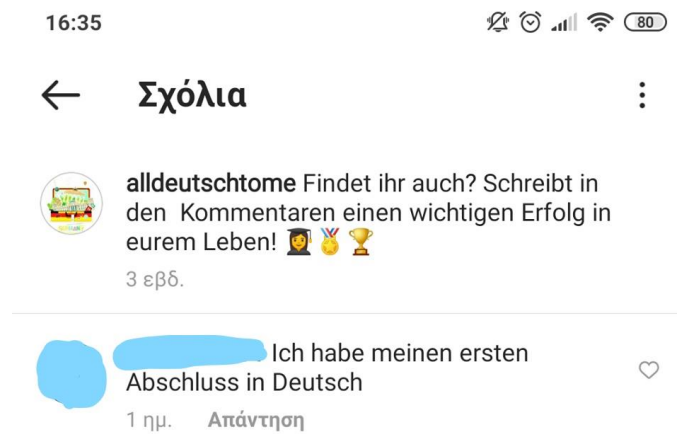 16:35
80
Σχόλια
alldeutschtome Findet ihr auch? Schreibt in
den Kommentaren einen wichtigen Erfolg in
eurem Leben! 👩‍🎓🏅🏆
3 εβδ.
Ich habe meinen ersten
Abschluss in Deutsch
1 ημ. Απάντηση